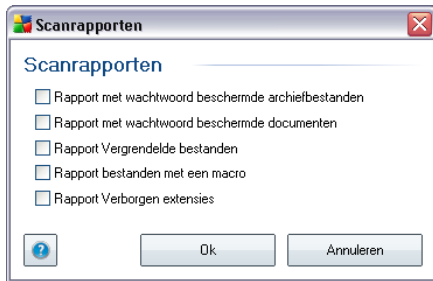 Scanrapporten
Scanrapporten
Rapport met wachtwoord beschermde archiefbestanden
Rapport met wachtwoord beschermde documenten
Rapport Vergrendelde bestanden
Rapport bestanden met een macro
Rapport Verborgen extensies
?
Ok
Annuleren